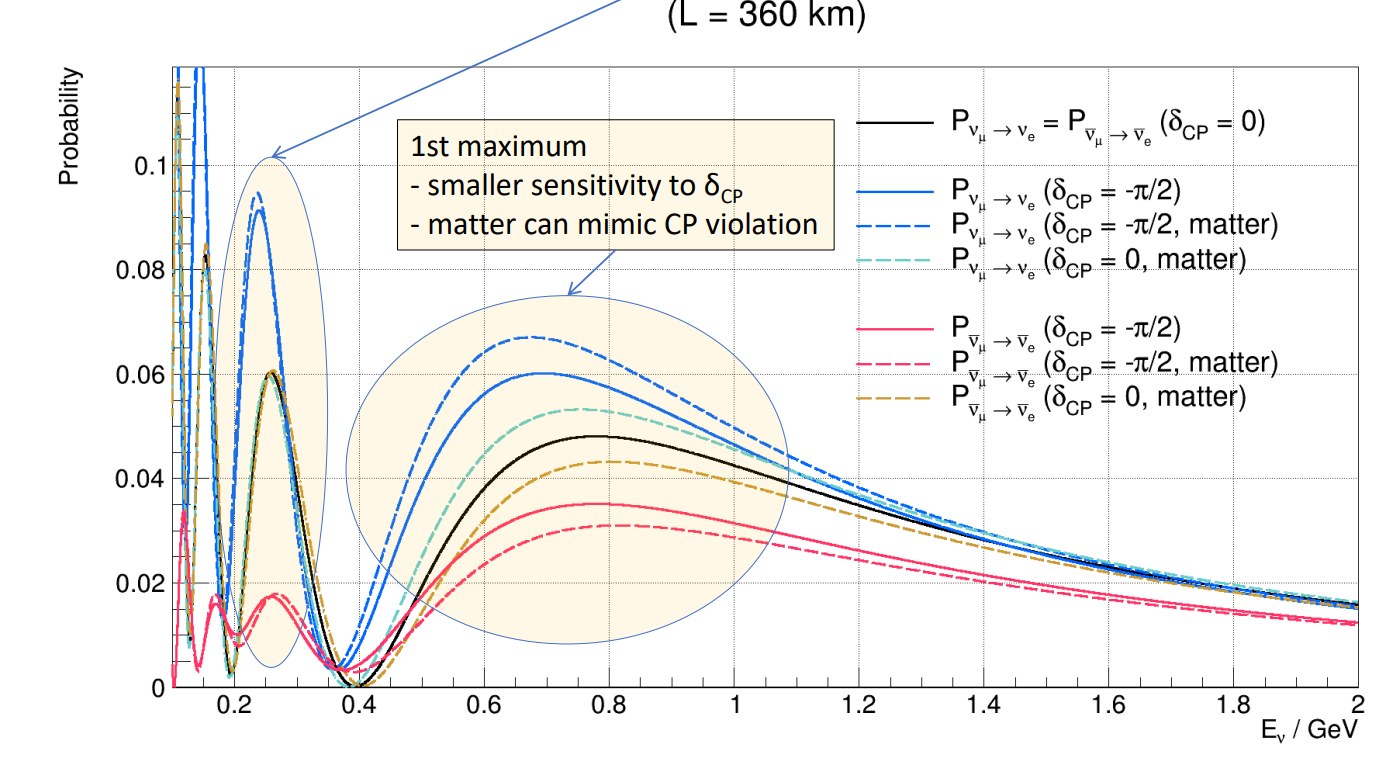 (L = 360 km)
Probability
0.1
0.08
0.06
0.04
0.02
0
1st maximum
- smaller sensitivity to δCP
- matter can mimic CP violation
Pνμ → νe = Pν̅μ → ν̅e (δCP = 0)
Pνμ → νe (δCP = -π/2)
Pνμ → νe (δCP = -π/2, matter)
Pνμ → νe (δCP = 0, matter)
Pν̅μ → ν̅e (δCP = -π/2)
Pν̅μ → ν̅e (δCP = -π/2, matter)
Pν̅μ → ν̅e (δCP = 0, matter)
0.2 0.4 0.6 0.8 1 1.2 1.4 1.6 1.8 2
Eν / GeV